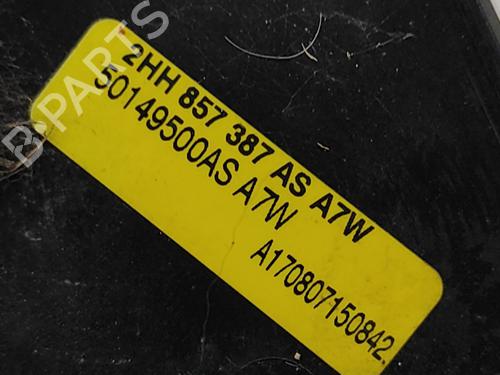 2HH 857 387 AS A7W
50149500AS A7W
A170807150842
B PARTS